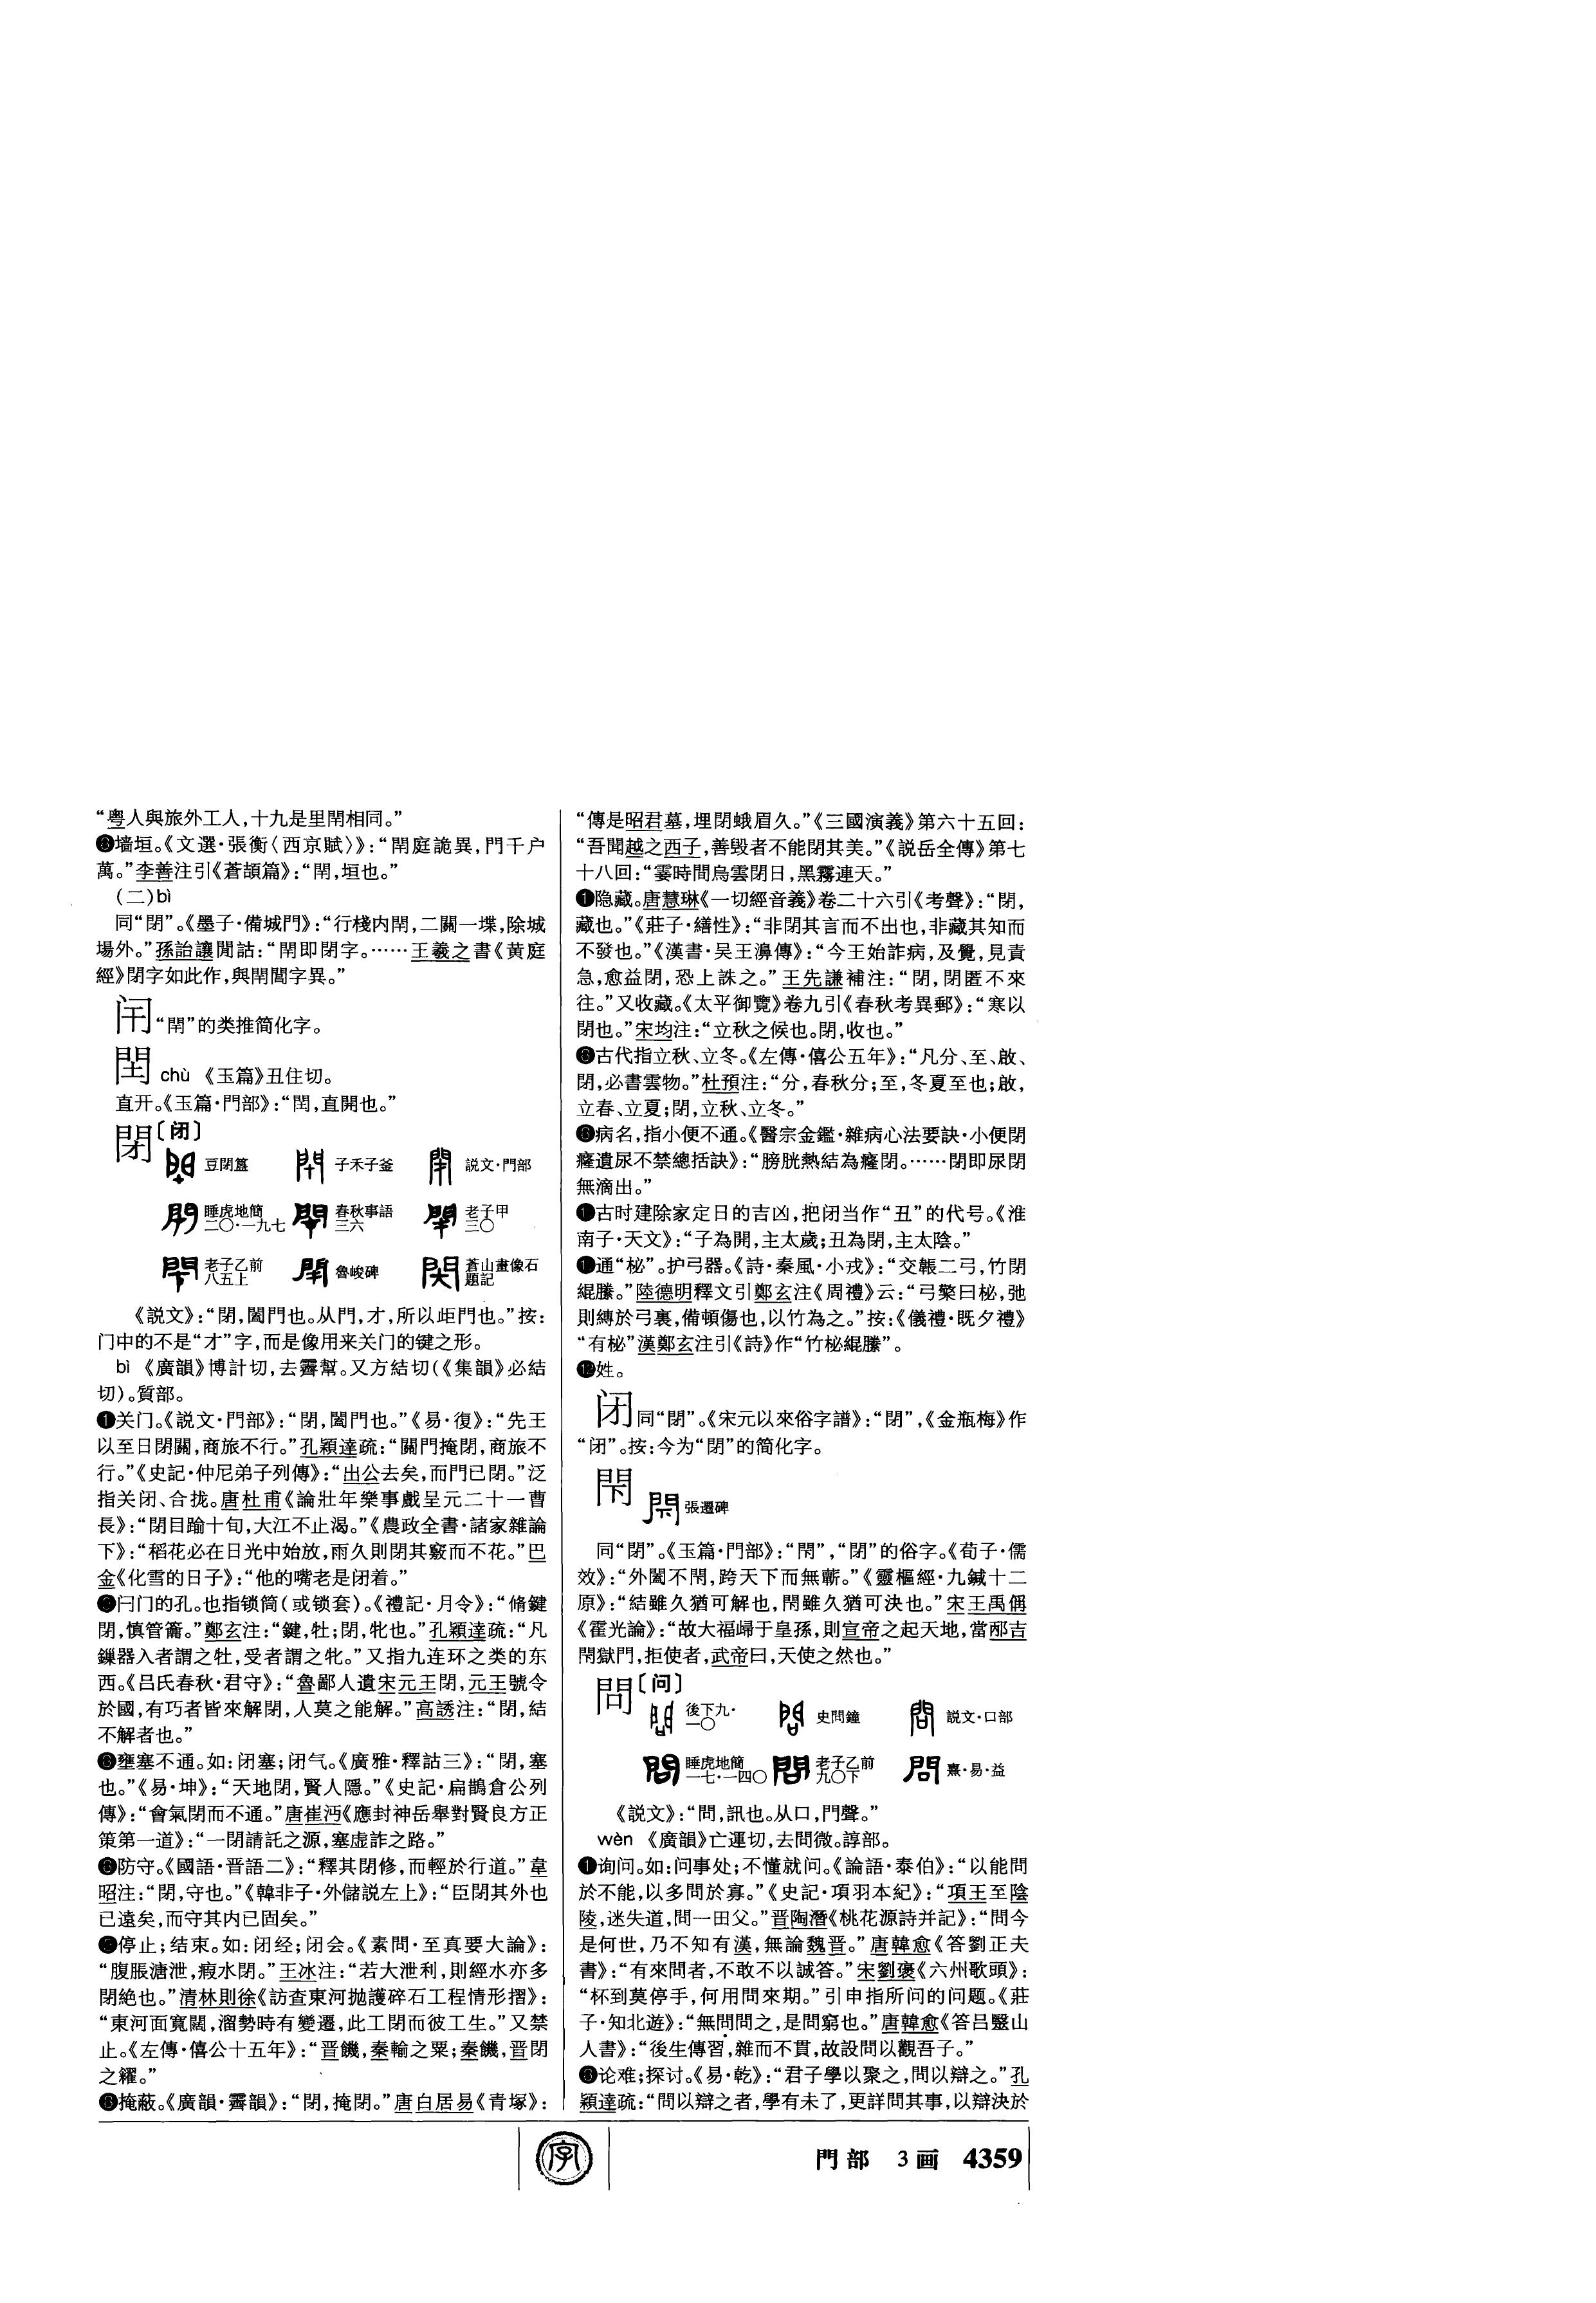 “粤人與旅外工人，十九是里閈相同。”
墙垣。《文選·張衡〈西京賦〉》：“閈庭詭異，門千户
萬。”李善注引《蒼頡篇》：“閈，垣也。”
（二）bì
同“閉”。《墨子·備城門》：“行棧内閈，二關一堞，除城
場外。”孫詒讓閒詁：“閈即閉字。……王羲之書《黄庭
經》閉字如此作，與閈閎字異。”
闬 “閈”的类推简化字。
chù 《玉篇》丑住切。
直开。《玉篇·門部》：“，直開也。”
閉〔闭〕
豆閉簋 子禾子釜 説文·門部
睡虎地簡二〇·一九七 春秋事語三六 老子甲三〇
老子乙前八五上 魯峻碑 蒼山畫像石題記
《説文》：“閉，闔門也。从門，才，所以歫門也。”按：
门中的不是“才”字，而是像用来关门的键之形。
bì 《廣韻》博計切，去霽幫。又方結切（《集韻》必結
切）。質部。
❶关门。《説文·門部》：“閉，闔門也。”《易·復》：“先王
以至日閉關，商旅不行。”孔穎達疏：“關門掩閉，商旅不
行。”《史記·仲尼弟子列傳》：“出公去矣，而門已閉。”泛
指关闭、合拢。唐杜甫《論壯年樂事戲呈元二十一曹
長》：“閉目踰十旬，大江不止渴。”《農政全書·諸家雜論
下》：“稻花必在日光中始放，雨久則閉其竅而不花。”巴
金《化雪的日子》：“他的嘴老是闭着。”
闩门的孔。也指锁筒（或锁套）。《禮記·月令》：“脩鍵
閉，慎管籥。”鄭玄注：“鍵，牡；閉，牝也。”孔穎達疏：“凡
鏁器入者謂之牡，受者謂之牝。”又指九连环之类的东
西。《吕氏春秋·君守》：“魯鄙人遺宋元王閉，元王號令
於國，有巧者皆來解閉，人莫之能解。”高誘注：“閉，結
不解者也。”
壅塞不通。如：闭塞；闭气。《廣雅·釋詁三》：“閉，塞
也。”《易·坤》：“天地閉，賢人隱。”《史記·扁鵲倉公列
傳》：“會氣閉而不通。”唐崔沔《應封神岳舉對賢良方正
策第一道》：“一閉請託之源，塞虚詐之路。”
防守。《國語·晋語二》：“釋其閉修，而輕於行道。”韋
昭注：“閉，守也。”《韓非子·外儲説左上》：“臣閉其外也
已遠矣，而守其内已固矣。”
停止；结束。如：闭经；闭会。《素問·至真要大論》：
“腹脹溏泄，瘕水閉。”王冰注：“若大泄利，則經水亦多
閉絶也。”清林則徐《訪查東河抛護碎石工程情形摺》：
“東河面寬闊，溜勢時有變遷，此工閉而彼工生。”又禁
止。《左傳·僖公十五年》：“晋饑，秦輸之粟；秦饑，晋閉
之糴。”
掩蔽。《廣韻·霽韻》：“閉，掩閉。”唐白居易《青塚》：
“傳是昭君墓，埋閉蛾眉久。”《三國演義》第六十五回：
“吾聞越之西子，善毁者不能閉其美。”《説岳全傳》第七
十八回：“霎時間烏雲閉日，黑霧連天。”
隐藏。唐慧琳《一切經音義》卷二十六引《考聲》：“閉，
藏也。”《莊子·繕性》：“非閉其言而不出也，非藏其知而
不發也。”《漢書·吴王濞傳》：“今王始詐病，及覺，見責
急，愈益閉，恐上誅之。”王先謙補注：“閉，閉匿不來
往。”又收藏。《太平御覽》卷九引《春秋考異郵》：“寒以
閉也。”宋均注：“立秋之候也。閉，收也。”
古代指立秋、立冬。《左傳·僖公五年》：“凡分、至、啟、
閉，必書雲物。”杜預注：“分，春秋分；至，冬夏至也；啟，
立春、立夏；閉，立秋、立冬。”
病名，指小便不通。《醫宗金鑑·雜病心法要訣·小便閉
癃遺尿不禁總括訣》：“膀胱熱結為癃閉。……閉即尿閉
無滴出。”
古时建除家定日的吉凶，把闭当作“丑”的代号。《淮
南子·天文》：“子為開，主太歲；丑為閉，主太陰。”
通“柲”。护弓器。《詩·秦風·小戎》：“交韔二弓，竹閉
緄縢。”陸德明釋文引鄭玄注《周禮》云：“弓檠曰柲，弛
則縛於弓裏，備頓傷也，以竹為之。”按：《儀禮·既夕禮》
“有柲”漢鄭玄注引《詩》作“竹柲緄縢”。
姓。
闭 同“閉”。《宋元以來俗字譜》：“閉”，《金瓶梅》作
“闭”。按：今为“閉”的简化字。
閇 張遷碑
同“閉”。《玉篇·門部》：“閇”，“閉”的俗字。《荀子·儒
效》：“外闔不閇，跨天下而無蘄。”《靈樞經·九鍼十二
原》：“結雖久猶可解也，閇雖久猶可決也。”宋王禹偁
《霍光論》：“故大福歸于皇孫，則宣帝之起天地，當邴吉
閇獄門，拒使者，武帝曰，天使之然也。”
問〔问〕
後下九·一〇 史問鐘 説文·口部
睡虎地簡一七·一四〇 老子乙前九〇下 熹·易·益
《説文》：“問，訊也。从口，門聲。”
wèn 《廣韻》亡運切，去問微。諄部。
❶询问。如：问事处；不懂就问。《論語·泰伯》：“以能問
於不能，以多問於寡。”《史記·項羽本紀》：“項王至陰
陵，迷失道，問一田父。”晋陶潛《桃花源詩并記》：“問今
是何世，乃不知有漢，無論魏晋。”唐韓愈《答劉正夫
書》：“有來問者，不敢不以誠答。”宋劉褒《六州歌頭》：
“杯到莫停手，何用問來期。”引申指所问的问题。《莊
子·知北遊》：“無問問之，是問窮也。”唐韓愈《答吕毉山
人書》：“後生傳習，雜而不貫，故設問以觀吾子。”
论难；探讨。《易·乾》：“君子學以聚之，問以辯之。”孔
穎達疏：“問以辯之者，學有未了，更詳問其事，以辯決於
字
門部 3画 4359